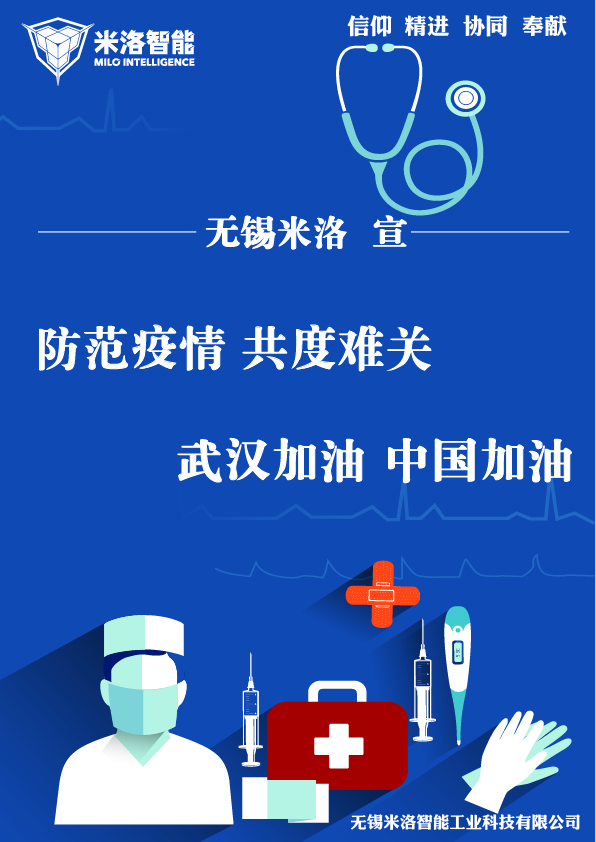 米洛智能
MILO INTELLIGENCE
信仰 精进 协同 奉献
无锡米洛 宣
防范疫情 共度难关
武汉加油 中国加油
无锡米洛智能工业科技有限公司